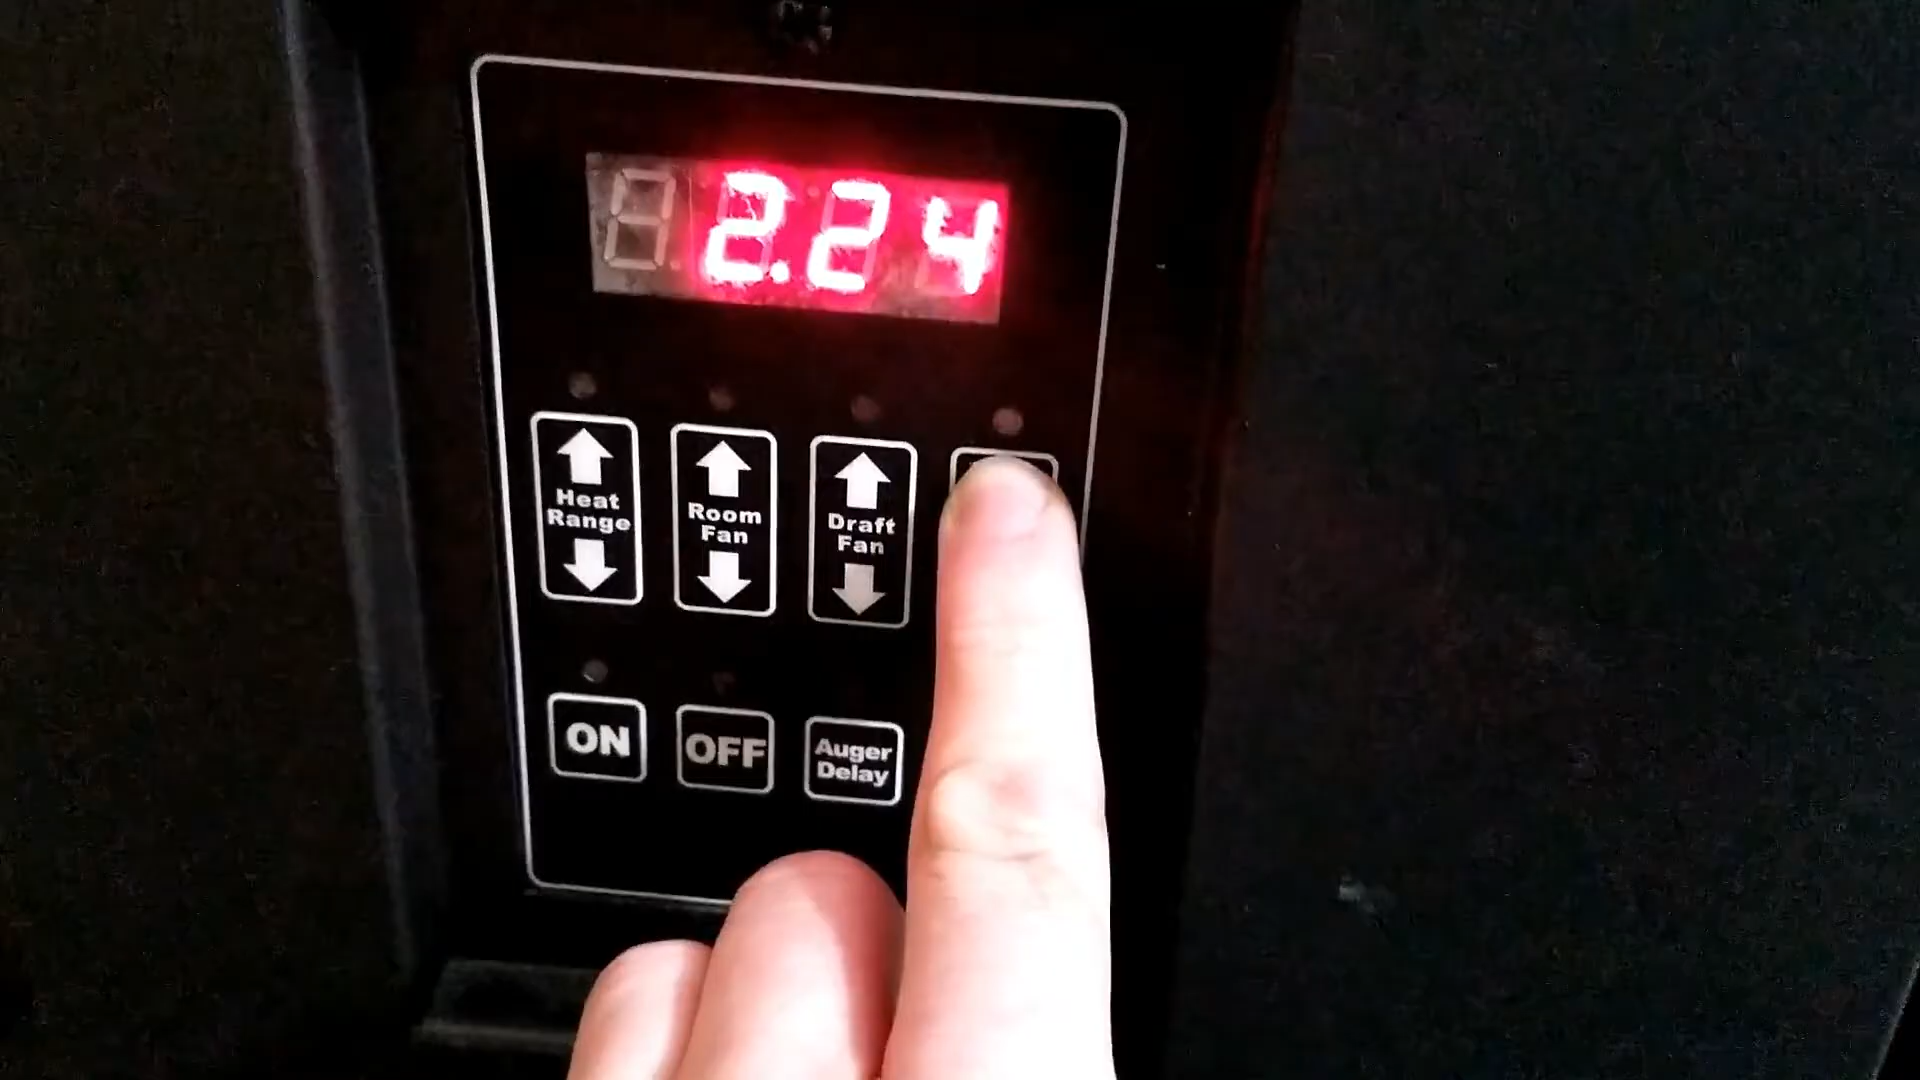 2.24
Heat
Range
Room
Fan
Draft
Fan
ON
OFF
Auger
Delay